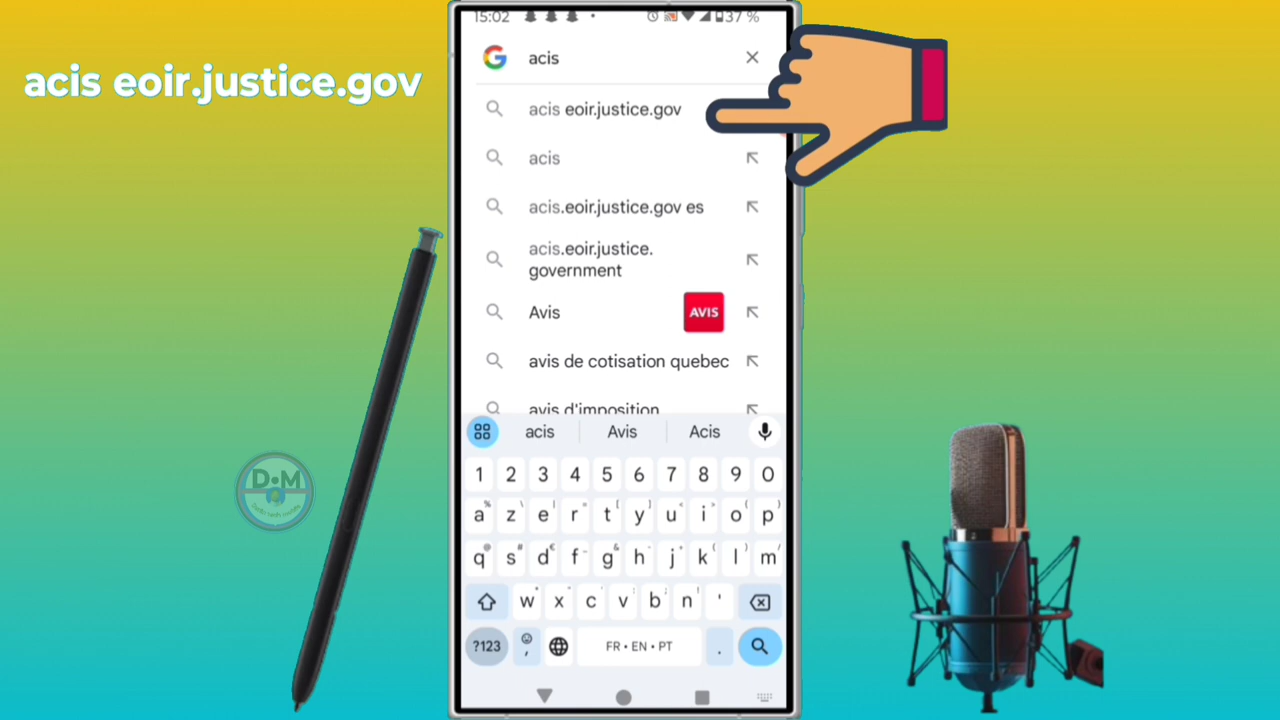 acis eoir.justice.gov
15:02
37 %
acis
acis eoir.justice.gov
acis
acis.eoir.justice.gov es
acis.eoir.justice.
government
Avis
AVIS
avis de cotisation quebec
avis d'imposition
acis Avis Acis
1 2 3 4 5 6 7 8 9 0
a z e r t y u i o p
q s d f g h j k l m
w x c v b n '
?123 , FR • EN • PT .
D•M